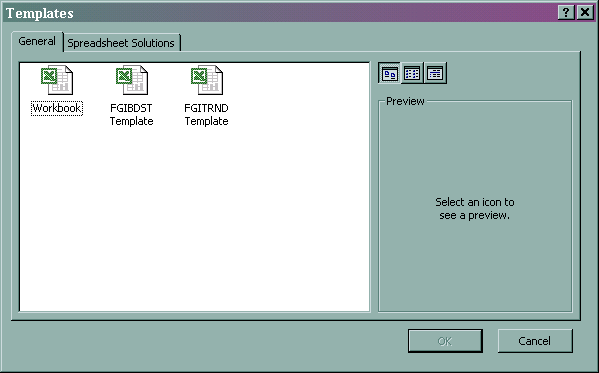 Templates
General
Spreadsheet Solutions
Workbook
FGIBDST
Template
FGITRND
Template
Preview
Select an icon to
see a preview.
OK
Cancel